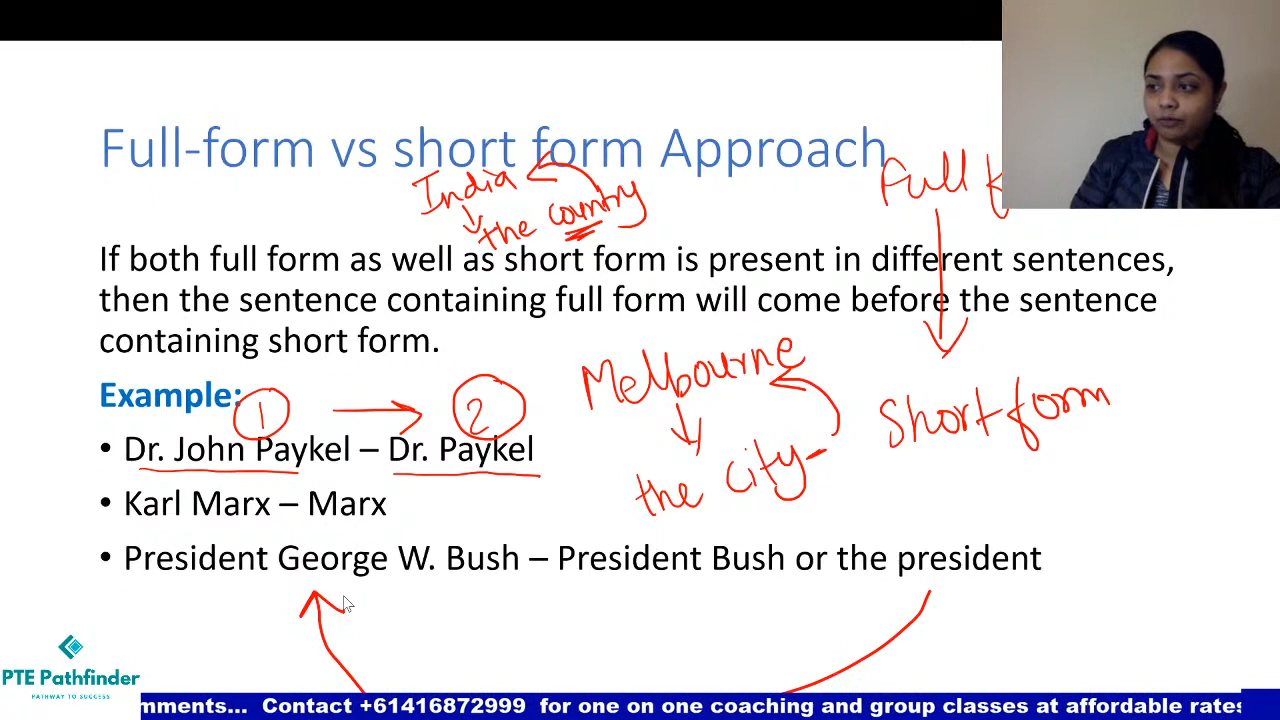 Full-form vs short form Approach
India
the country
Full f
If both full form as well as short form is present in different sentences,
then the sentence containing full form will come before the sentence
containing short form.
Melbourne
the city
Short form
Example:
1
2
• Dr. John Paykel – Dr. Paykel
• Karl Marx – Marx
• President George W. Bush – President Bush or the president
PTE Pathfinder
PATHWAY TO SUCCESS
mments... Contact +61416872999 for one on one coaching and group classes at affordable rates